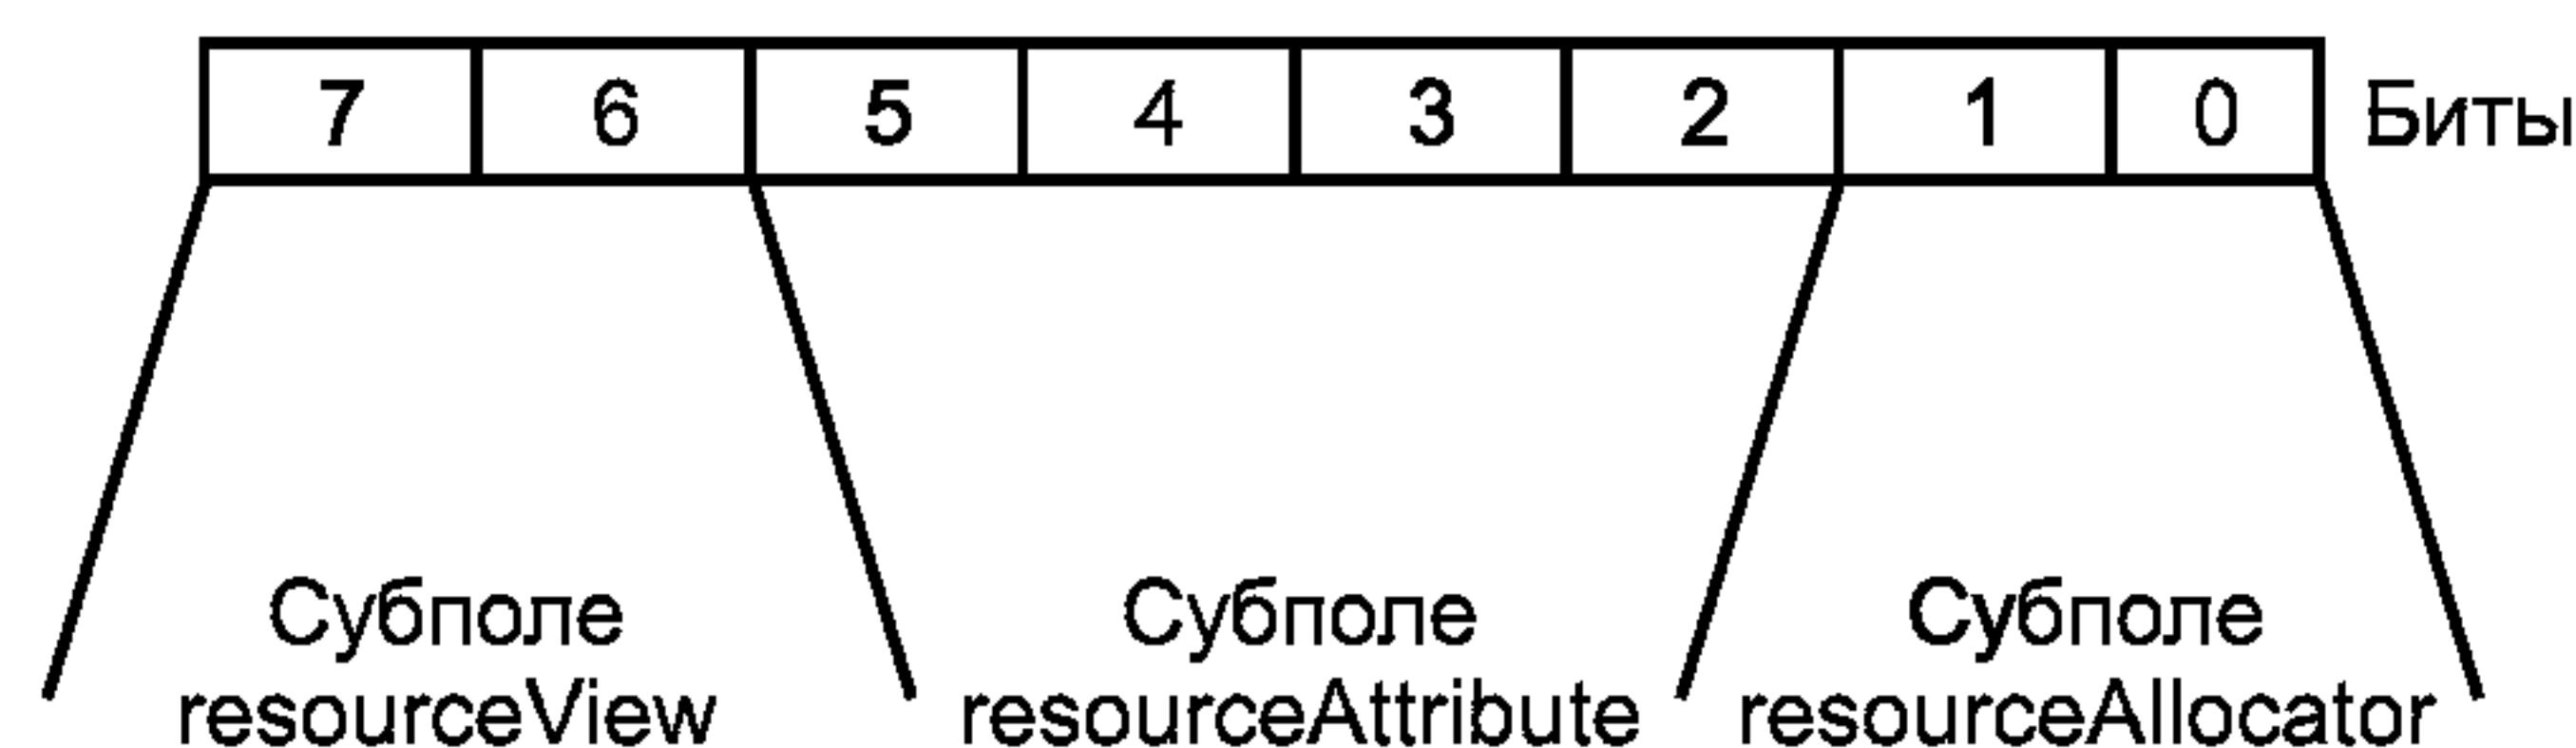 7 6 5 4 3 2 1 0 Биты
Субполе Субполе Субполе
resourceView resourceAttribute resourceAllocator